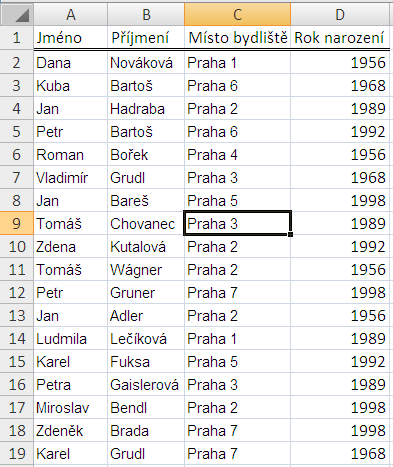 A B C D
1 Jméno Příjmení Místo bydliště Rok narození
2 Dana Nováková Praha 1 1956
3 Kuba Bartoš Praha 6 1968
4 Jan Hadraba Praha 2 1989
5 Petr Bartoš Praha 6 1992
6 Roman Bořek Praha 4 1956
7 Vladimír Grudl Praha 3 1968
8 Jan Bareš Praha 5 1998
9 Tomáš Chovanec Praha 3 1989
10 Zdena Kutalová Praha 2 1992
11 Tomáš Wágner Praha 2 1956
12 Petr Gruner Praha 7 1998
13 Jan Adler Praha 2 1956
14 Ludmila Lečíková Praha 1 1989
15 Karel Fuksa Praha 5 1992
16 Petra Gaislerová Praha 3 1989
17 Miroslav Bendl Praha 2 1998
18 Zdeněk Brada Praha 7 1998
19 Karel Grudl Praha 7 1968